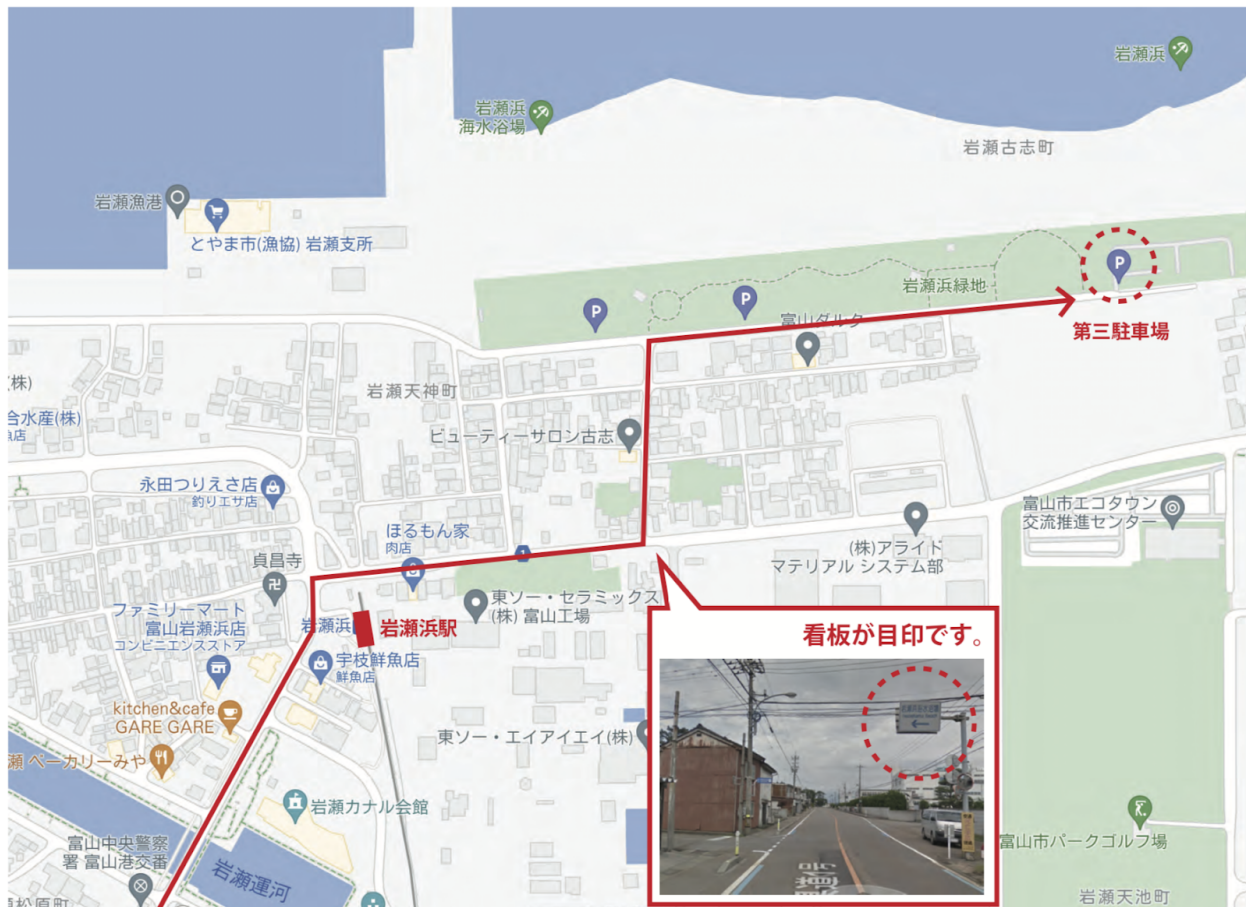 岩瀬浜
岩瀬浜
海水浴場
岩瀬古志町
岩瀬漁港
とやま市(漁協) 岩瀬支所
岩瀬浜緑地
P
P
P
第三駐車場
富山ダルタ
(株)
岩瀬天神町
合水産(株)
魚店
ビューティーサロン古志
永田つりえさ店
釣りエサ店
富山市エコタウン
交流推進センター
ほるもん家
肉店
1
(株)アライド
マテリアル システム部
貞昌寺
東ソー・セラミックス
(株) 富山工場
ファミリーマート
富山岩瀬浜店
コンビニエンスストア
岩瀬浜
岩瀬浜駅
宇枝鮮魚店
鮮魚店
看板が目印です。
kitchen&cafe
GARE GARE
東ソー・エイアイエイ(株)
瀬 ベーカリーみや
岩瀬カナル会館
富山中央警察
署 富山港交番
岩瀬運河
富山市パークゴルフ場
岩瀬天池町
松原町